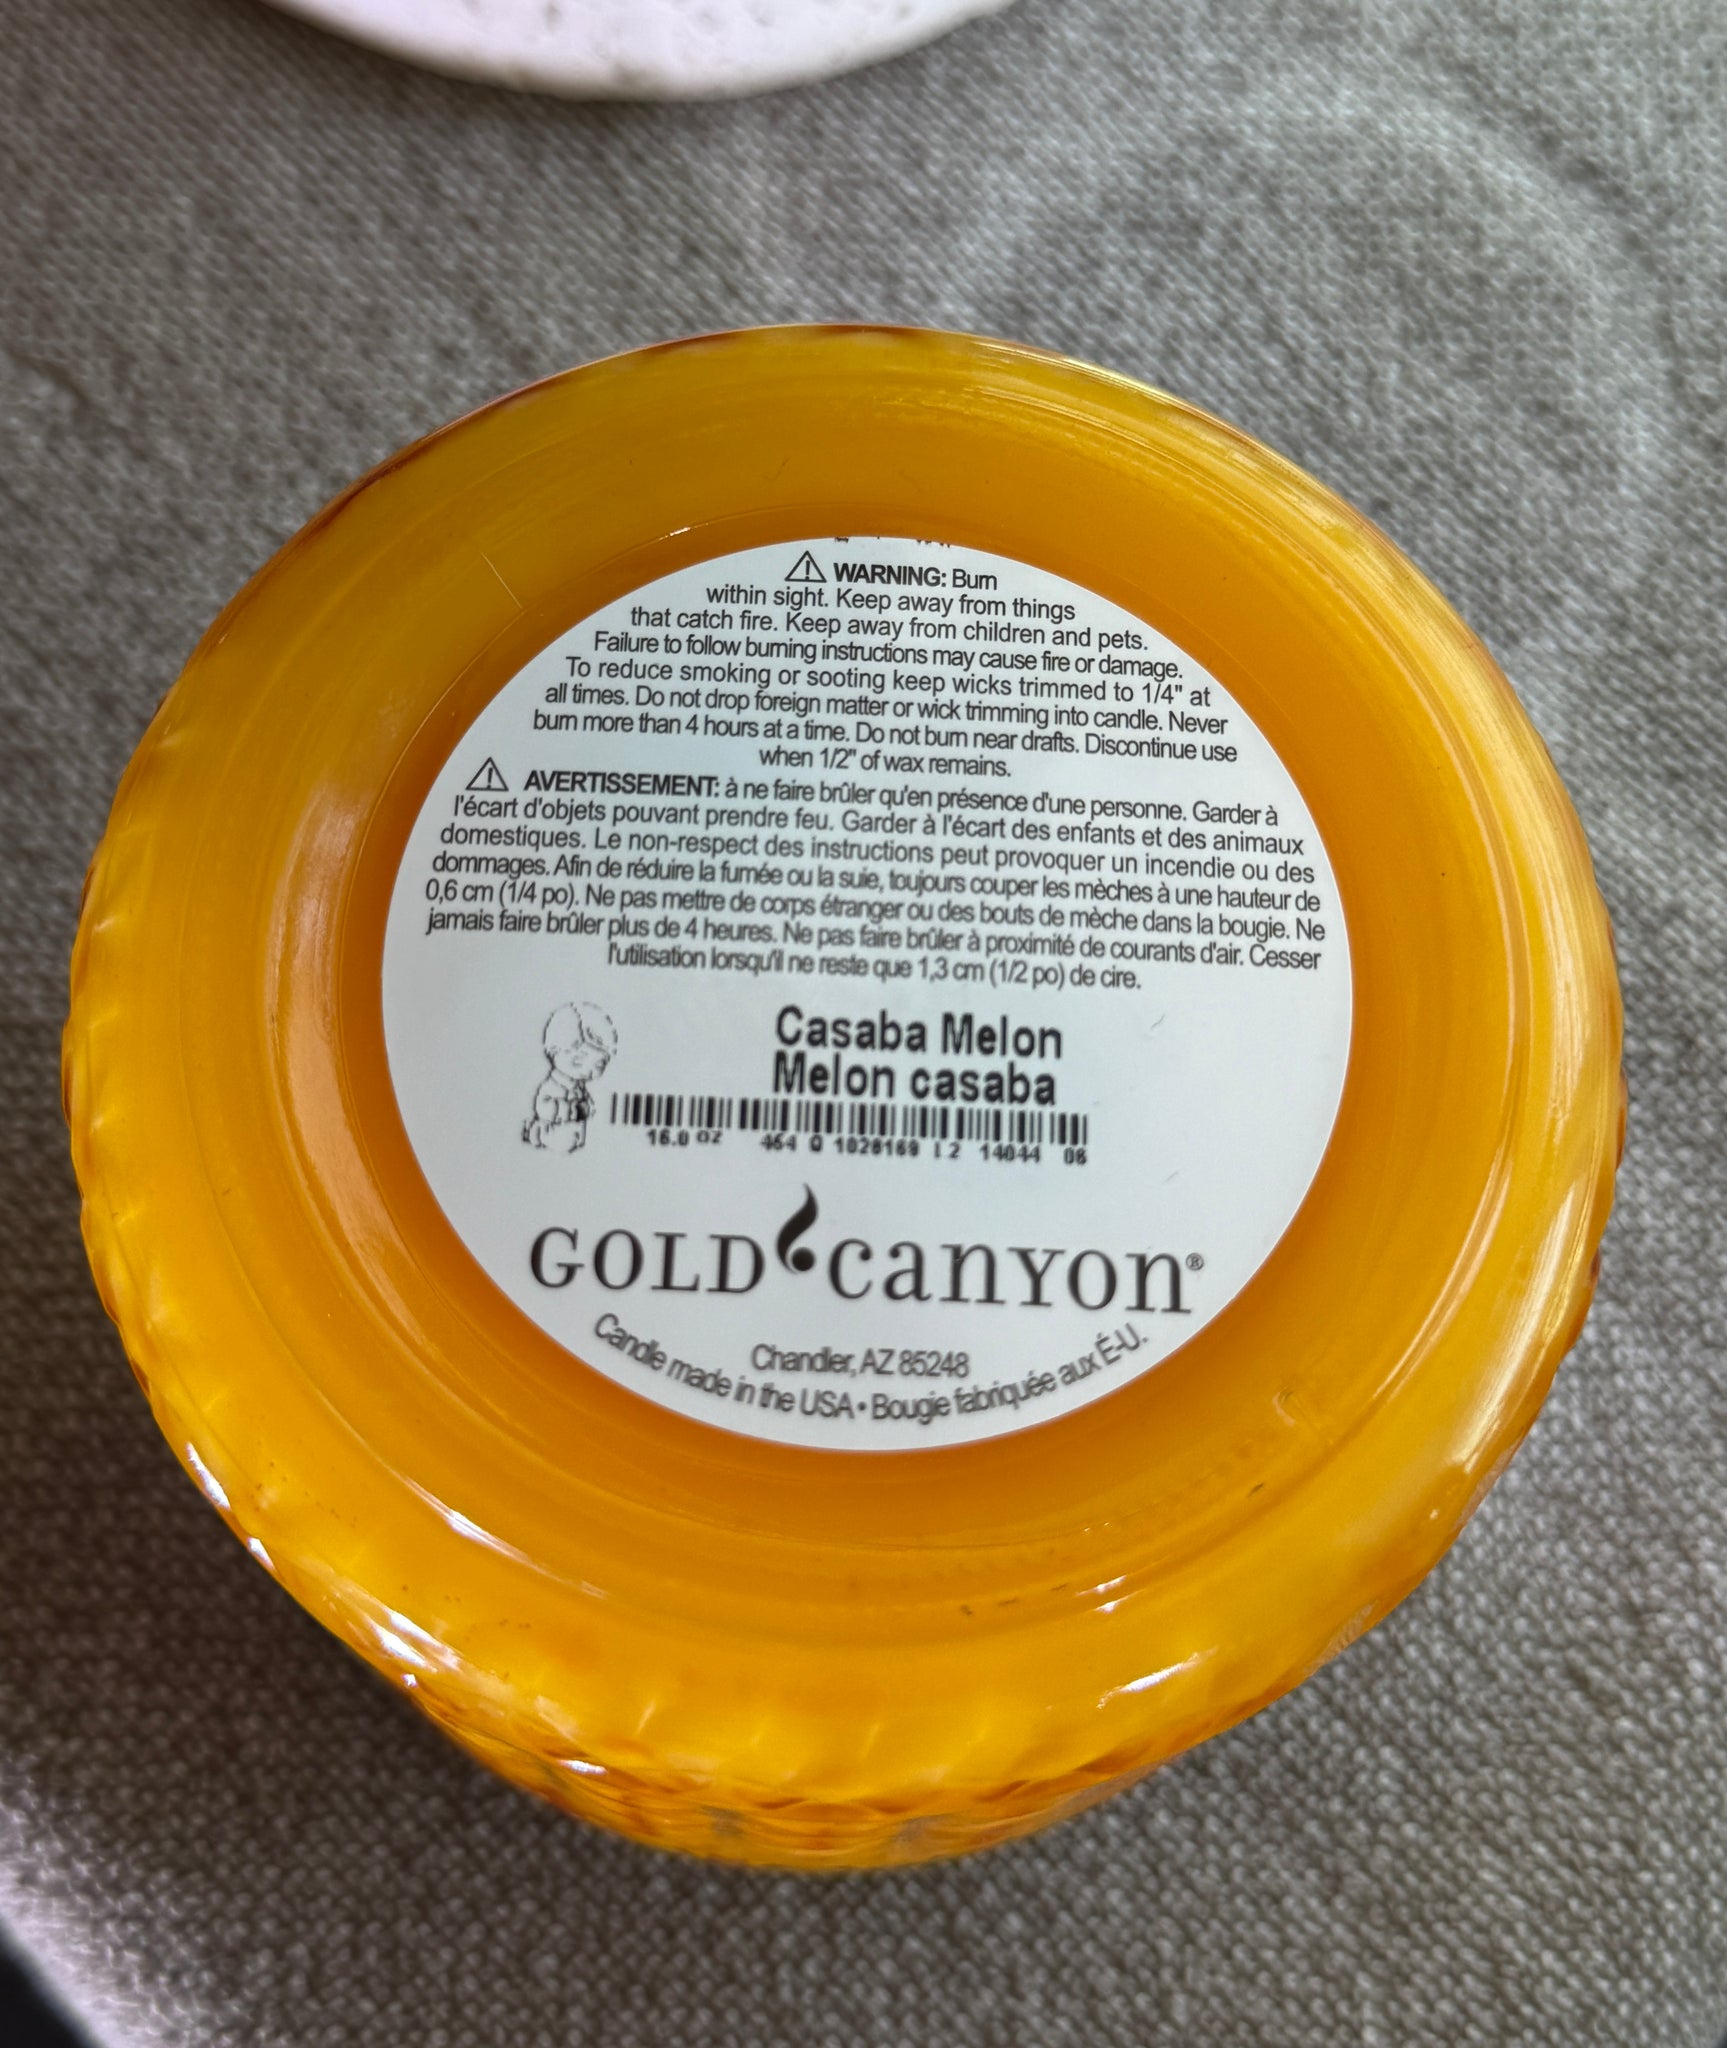 WARNING: Burn
within sight. Keep away from things
that catch fire. Keep away from children and pets.
Failure to follow burning instructions may cause fire or damage.
To reduce smoking or sooting keep wicks trimmed to 1/4" at
all times. Do not drop foreign matter or wick trimming into candle. Never
burn more than 4 hours at a time. Do not burn near drafts. Discontinue use
when 1/2" of wax remains.
AVERTISSEMENT: à ne faire brûler qu'en présence d'une personne. Garder à
l'écart d'objets pouvant prendre feu. Garder à l'écart des enfants et des animaux
domestiques. Le non-respect des instructions peut provoquer un incendie ou des
dommages. Afin de réduire la fumée ou la suie, toujours couper les mèches à une hauteur de
0,6 cm (1/4 po). Ne pas mettre de corps étranger ou des bouts de mèche dans la bougie. Ne
jamais faire brûler plus de 4 heures. Ne pas faire brûler à proximité de courants d'air. Cesser
l'utilisation lorsqu'il ne reste que 1,3 cm (1/2 po) de cire.
Casaba Melon
Melon casaba
16.0 OZ 14044
GOLD canyon®
Chandler, AZ 85248
Candle made in the USA • Bougie fabriquée aux É-U.